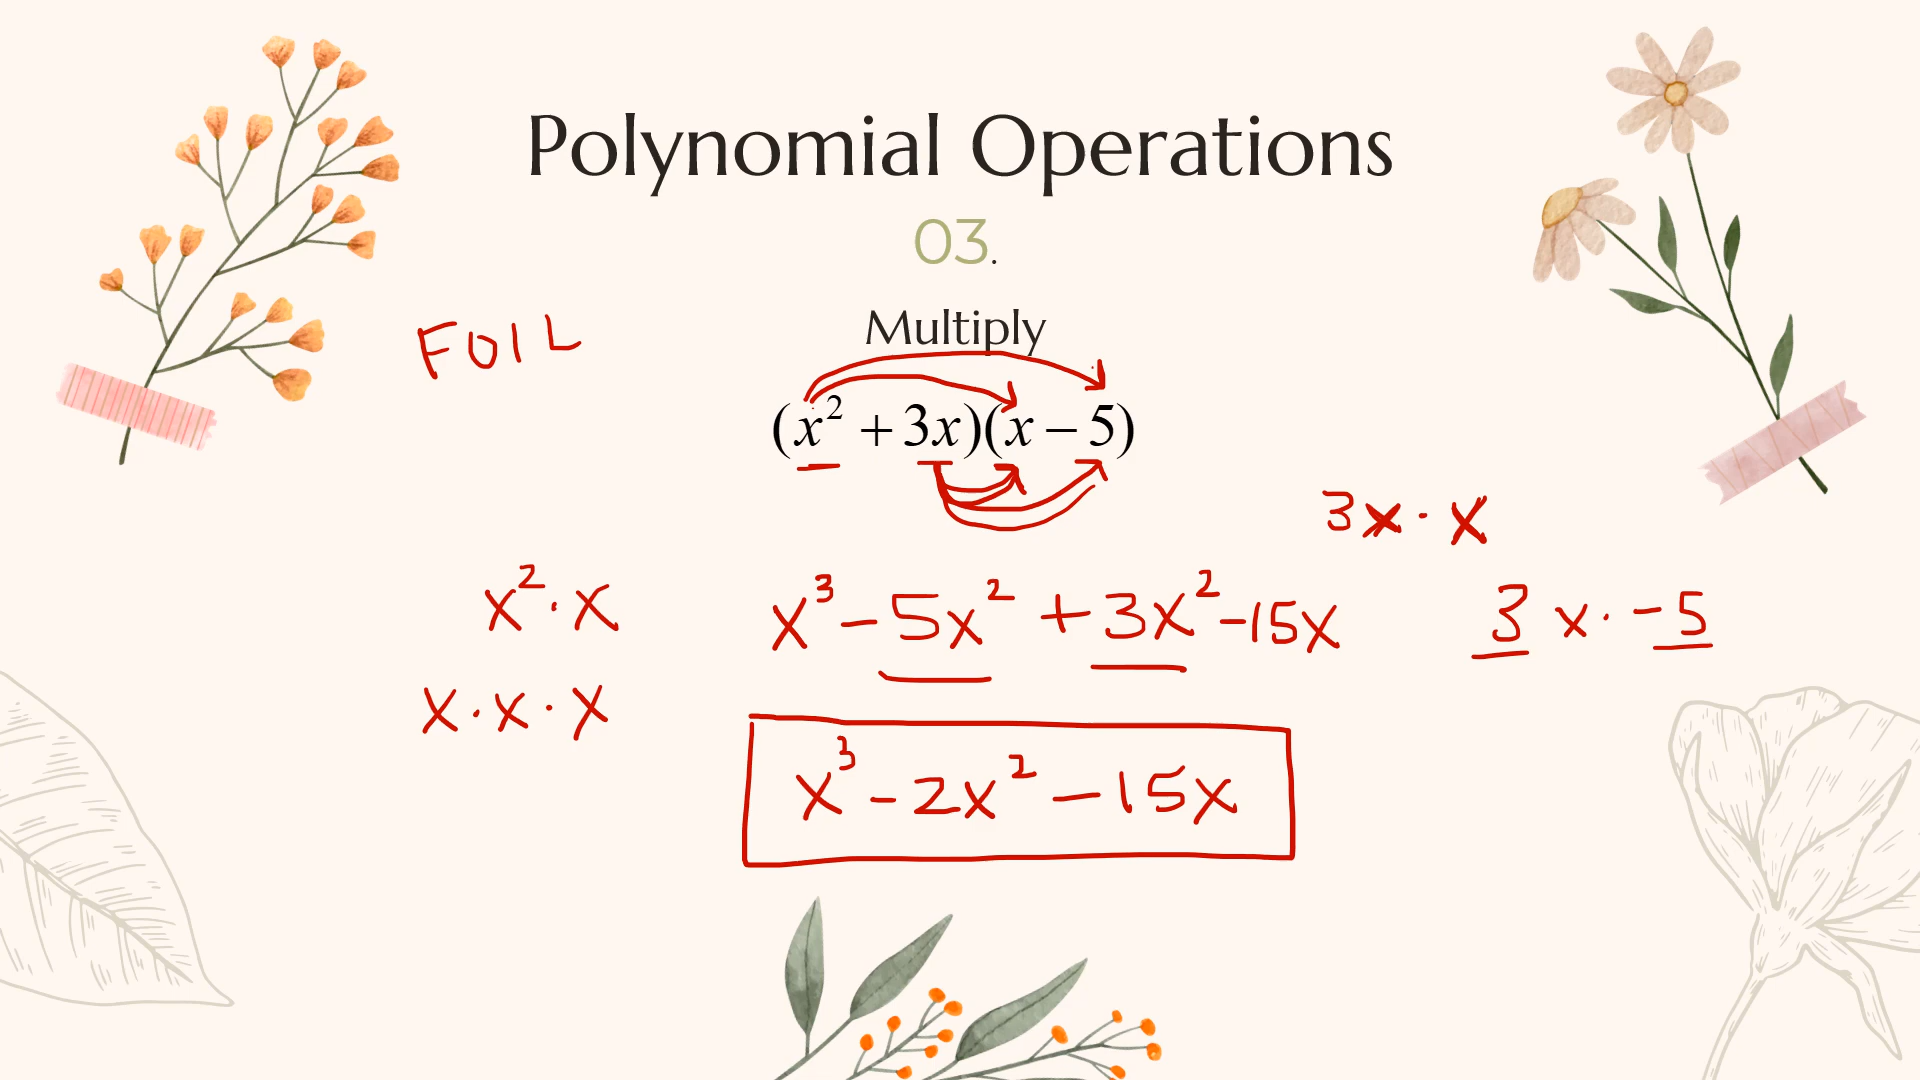 Polynomial Operations
03.
Multiply
FOIL
(x² + 3x)(x − 5)
3x · x
x² · x
x³ − 5x² + 3x² − 15x
3x · −5
x · x · x
x³ − 2x² − 15x